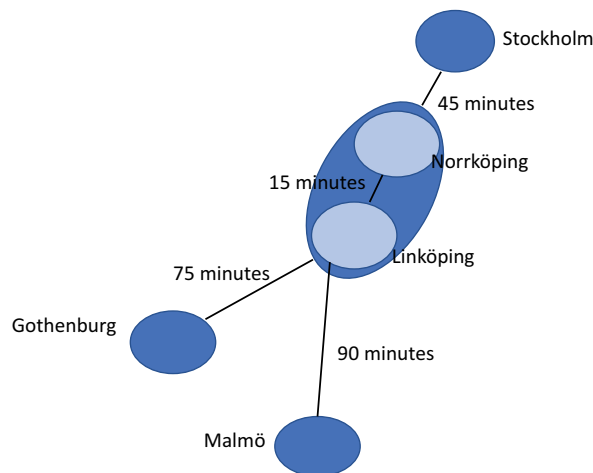 Stockholm
45 minutes
Norrköping
15 minutes
Linköping
75 minutes
Gothenburg
90 minutes
Malmö